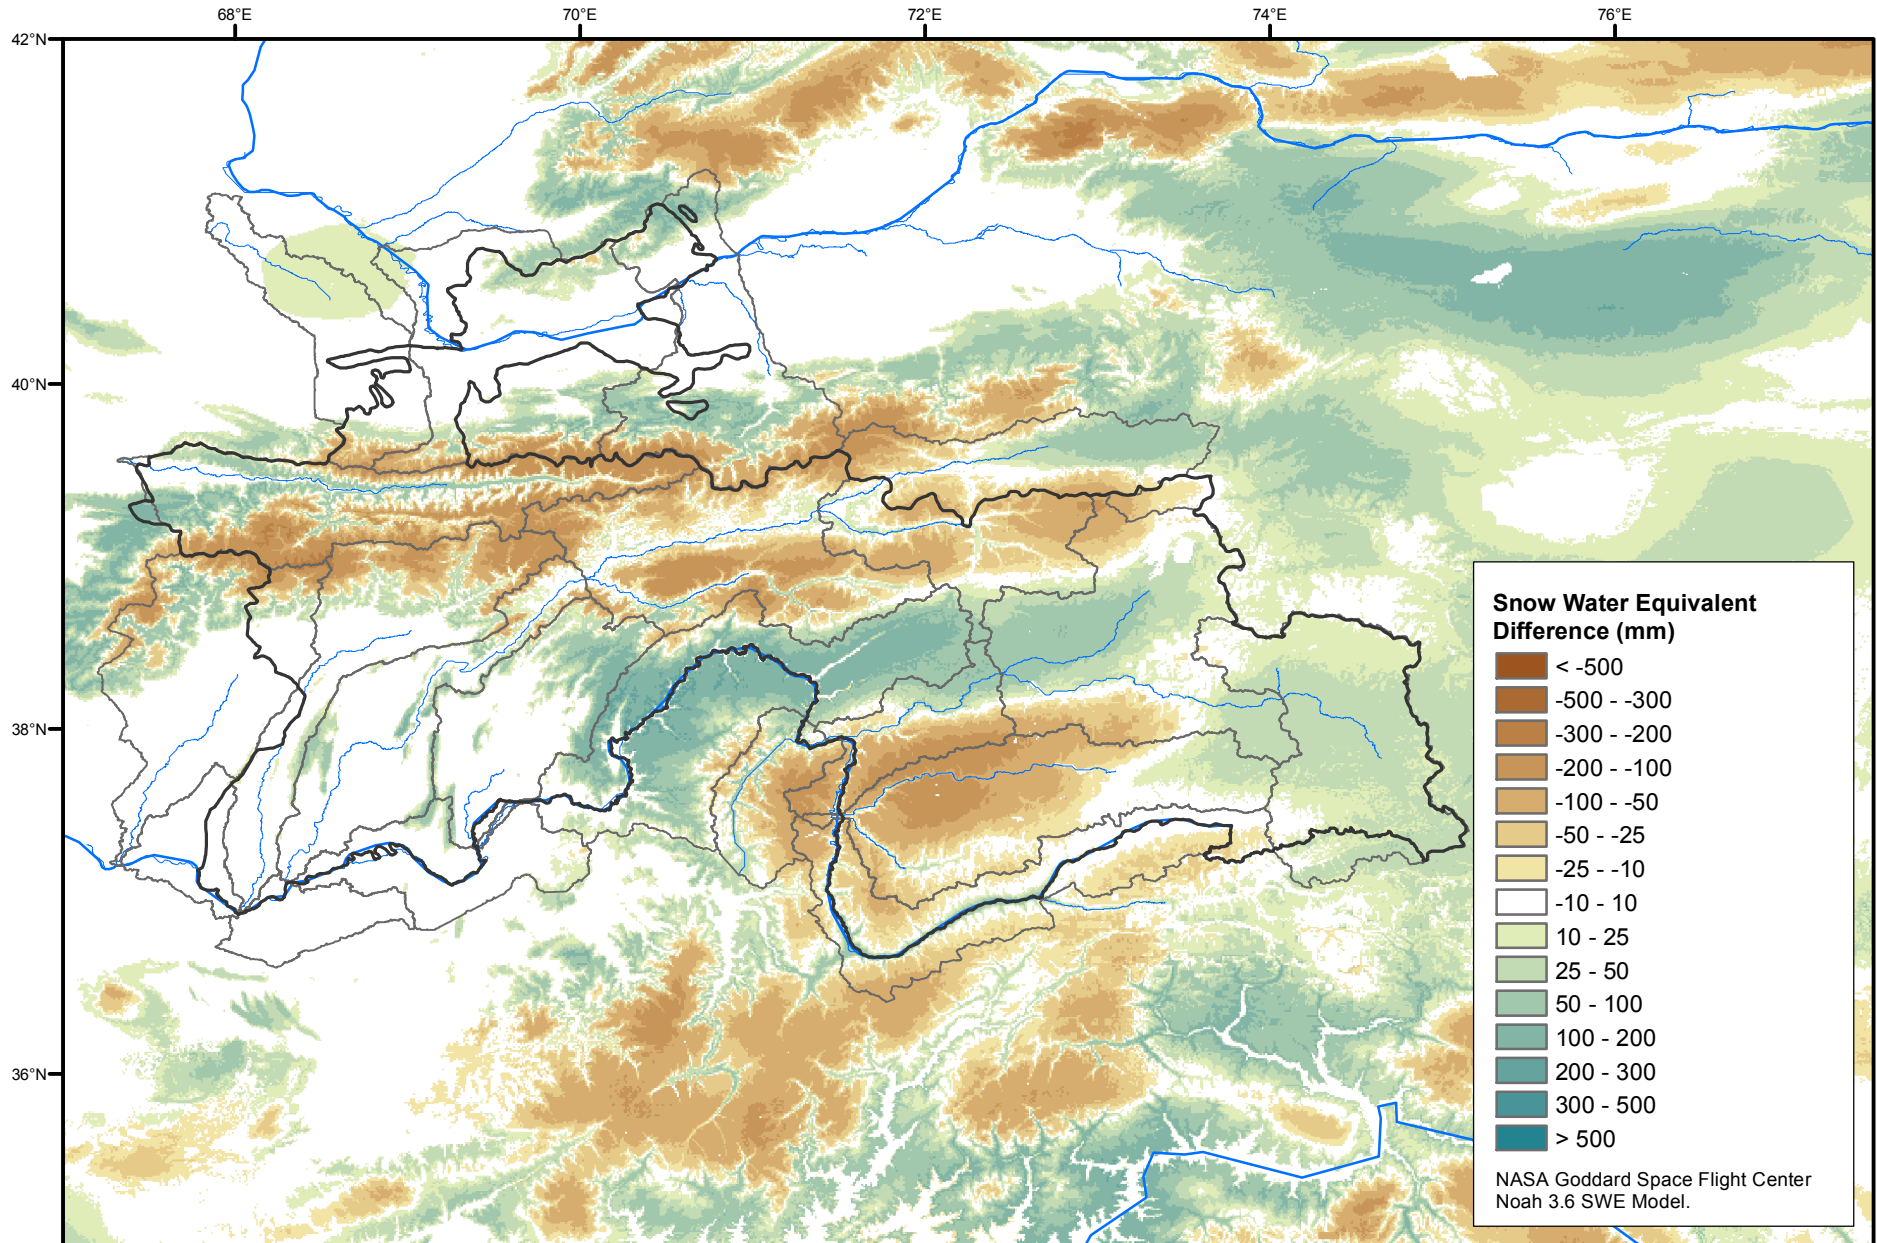 68°E 70°E 72°E 74°E 76°E
42°N
40°N
38°N
36°N
Snow Water Equivalent
Difference (mm)
< -500
-500 - -300
-300 - -200
-200 - -100
-100 - -50
-50 - -25
-25 - -10
-10 - 10
10 - 25
25 - 50
50 - 100
100 - 200
200 - 300
300 - 500
> 500
NASA Goddard Space Flight Center
Noah 3.6 SWE Model.